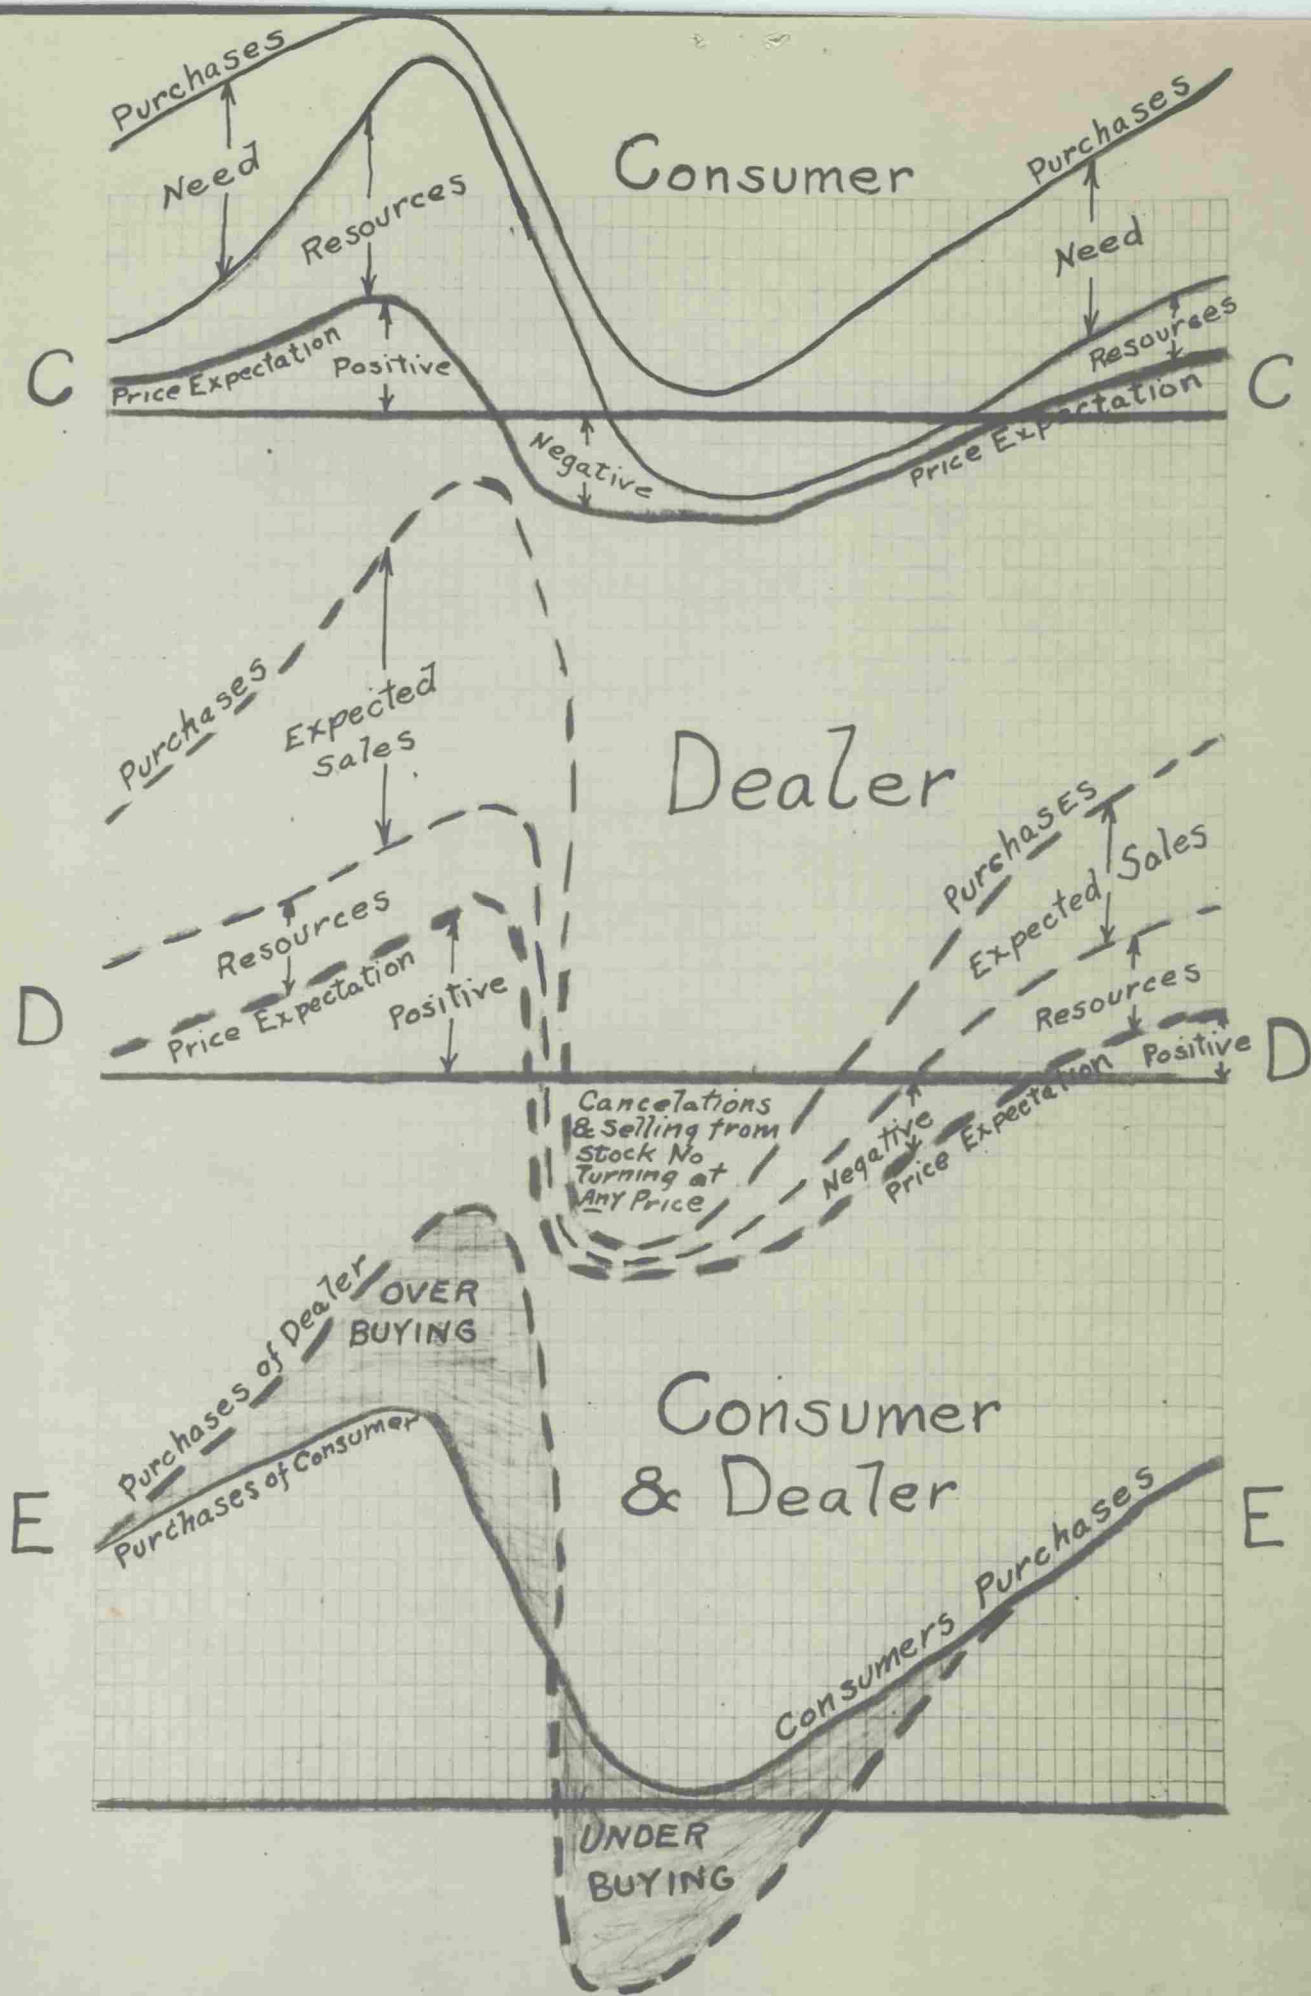 Purchases
Need
Resources
Consumer
Purchases
Need
Resources
C
Price Expectation
Positive
Negative
Price Expectation
C
Purchases
Expected
Sales
Dealer
Purchases
Expected Sales
Resources
Resources
D
Price Expectation
Positive
Positive
D
Cancelations
& Selling from
Stock No
Turning at
Any Price
Negative
Price Expectation
Purchases of Dealer
OVER
BUYING
Purchases of Consumer
Consumer
& Dealer
E
Consumers Purchases
E
UNDER
BUYING